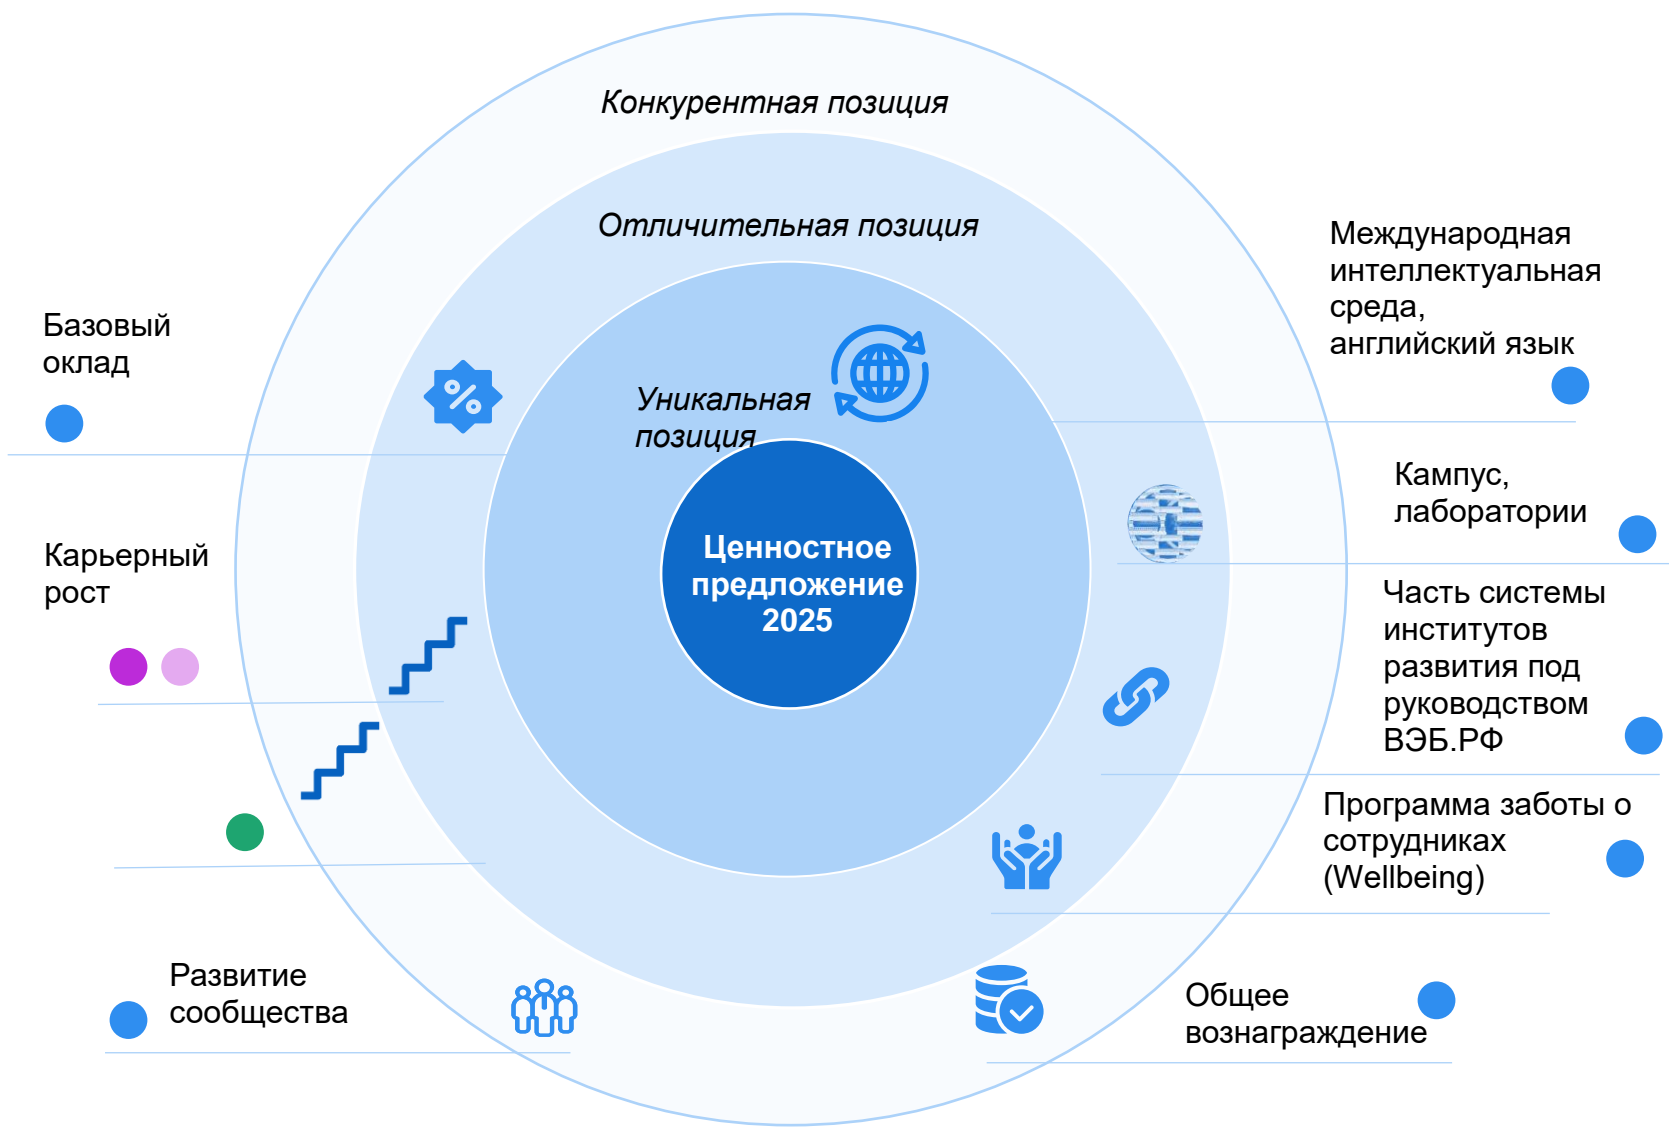 Конкурентная позиция
Отличительная позиция
Уникальная
позиция
Ценностное
предложение
2025
Базовый
оклад
Карьерный
рост
Развитие
сообщества
Международная
интеллектуальная
среда,
английский язык
Кампус,
лаборатории
Часть системы
институтов
развития под
руководством
ВЭБ.РФ
Программа заботы о
сотрудниках
(Wellbeing)
Общее
вознаграждение